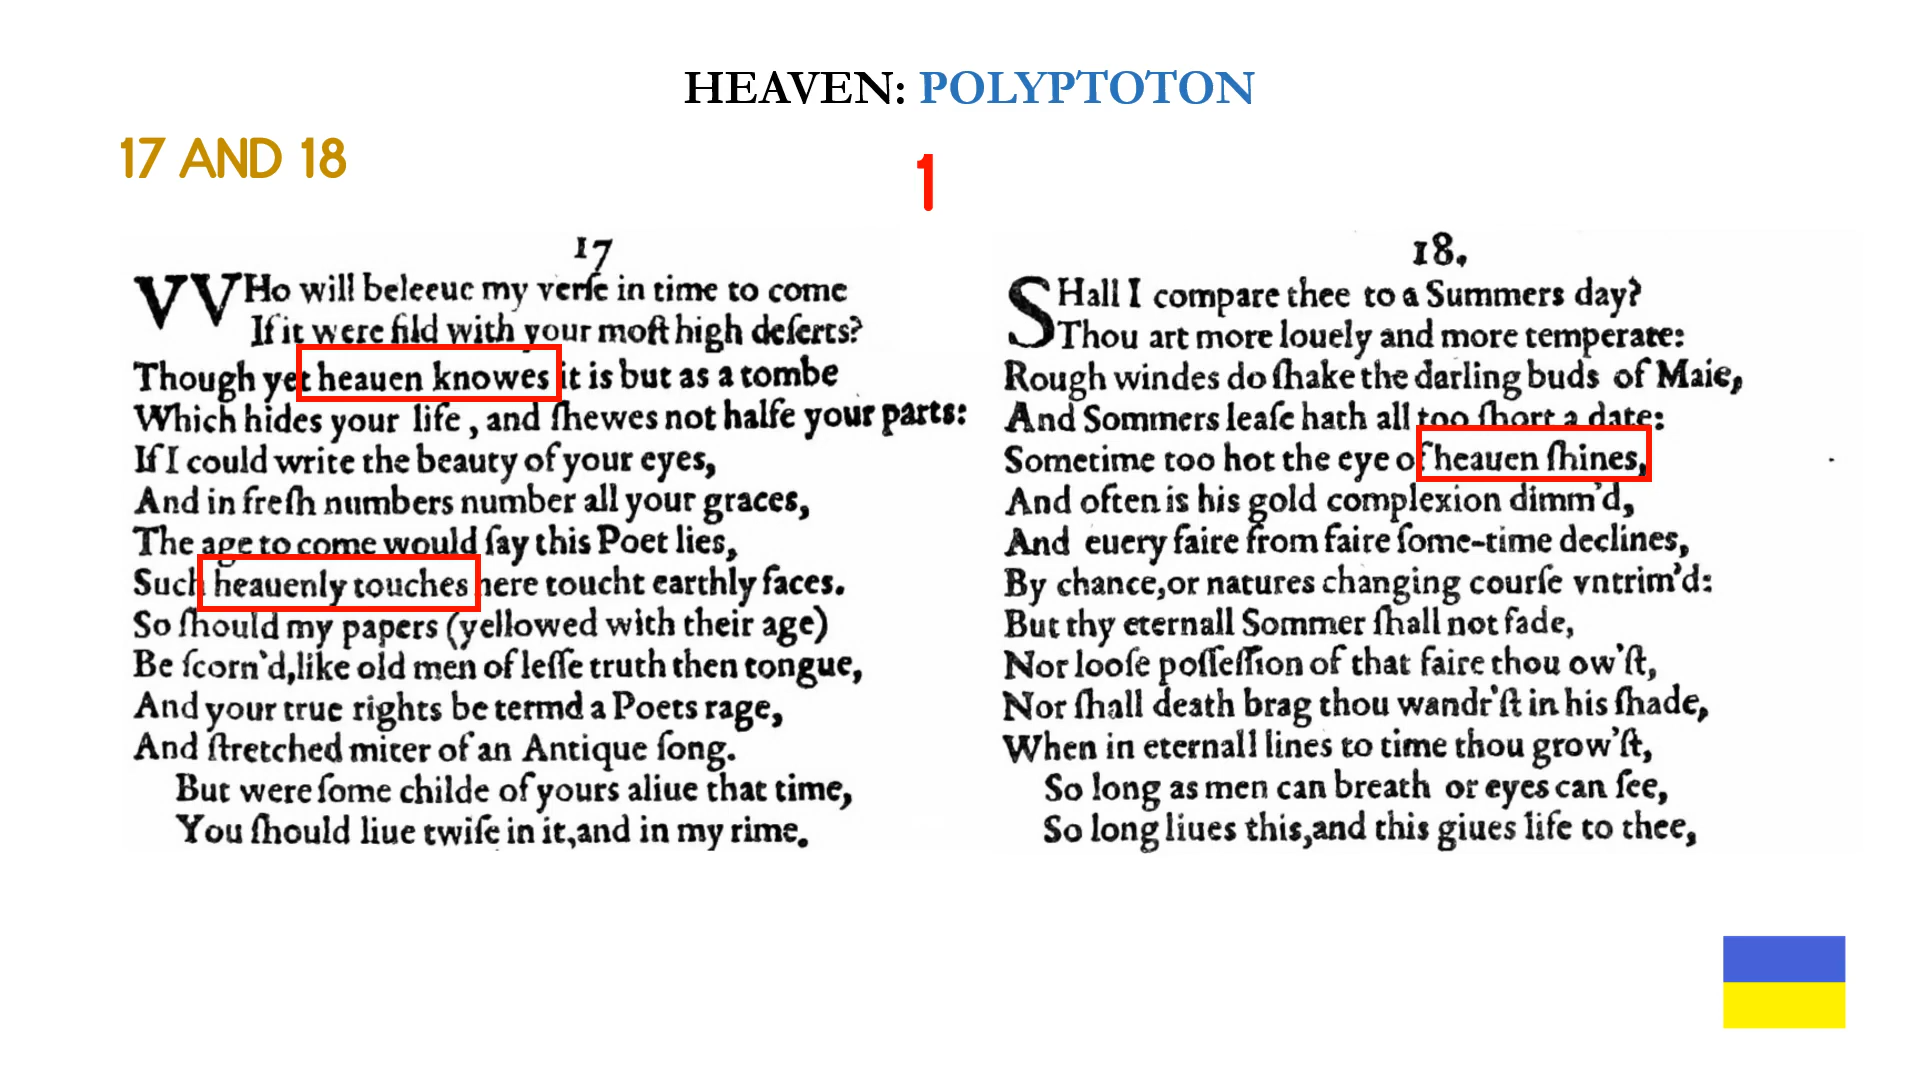 HEAVEN: POLYPTOTON
17 AND 18
1
17
VVHo will beleeue my verſe in time to come
If it were fild with your moſt high deſerts?
Though yet heauen knowes it is but as a tombe
Which hides your life , and ſhewes not halfe your parts:
If I could write the beauty of your eyes,
And in freſh numbers number all your graces,
The age to come would ſay this Poet lies,
Such heauenly touches nere toucht earthly faces.
So ſhould my papers (yellowed with their age)
Be ſcorn'd,like old men of leſſe truth then tongue,
And your true rights be termd a Poets rage,
And ſtretched miter of an Antique ſong.
But were ſome childe of yours aliue that time,
You ſhould liue twiſe in it,and in my rime.
18.
SHall I compare thee to a Summers day?
Thou art more louely and more temperate:
Rough windes do ſhake the darling buds of Maie,
And Sommers leaſe hath all too ſhort a date:
Sometime too hot the eye of heauen ſhines,
And often is his gold complexion dimm'd,
And euery faire from faire ſome-time declines,
By chance,or natures changing courſe vntrim'd:
But thy eternall Sommer ſhall not fade,
Nor looſe poſſeſſion of that faire thou ow'ſt,
Nor ſhall death brag thou wandr'ſt in his ſhade,
When in eternall lines to time thou grow'ſt,
So long as men can breath or eyes can ſee,
So long liues this,and this giues life to thee,